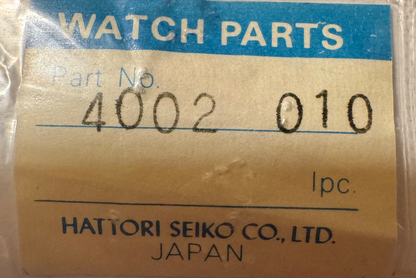 WATCH PARTS
Part No.
4002 010
1pc.
HATTORI SEIKO CO., LTD.
JAPAN